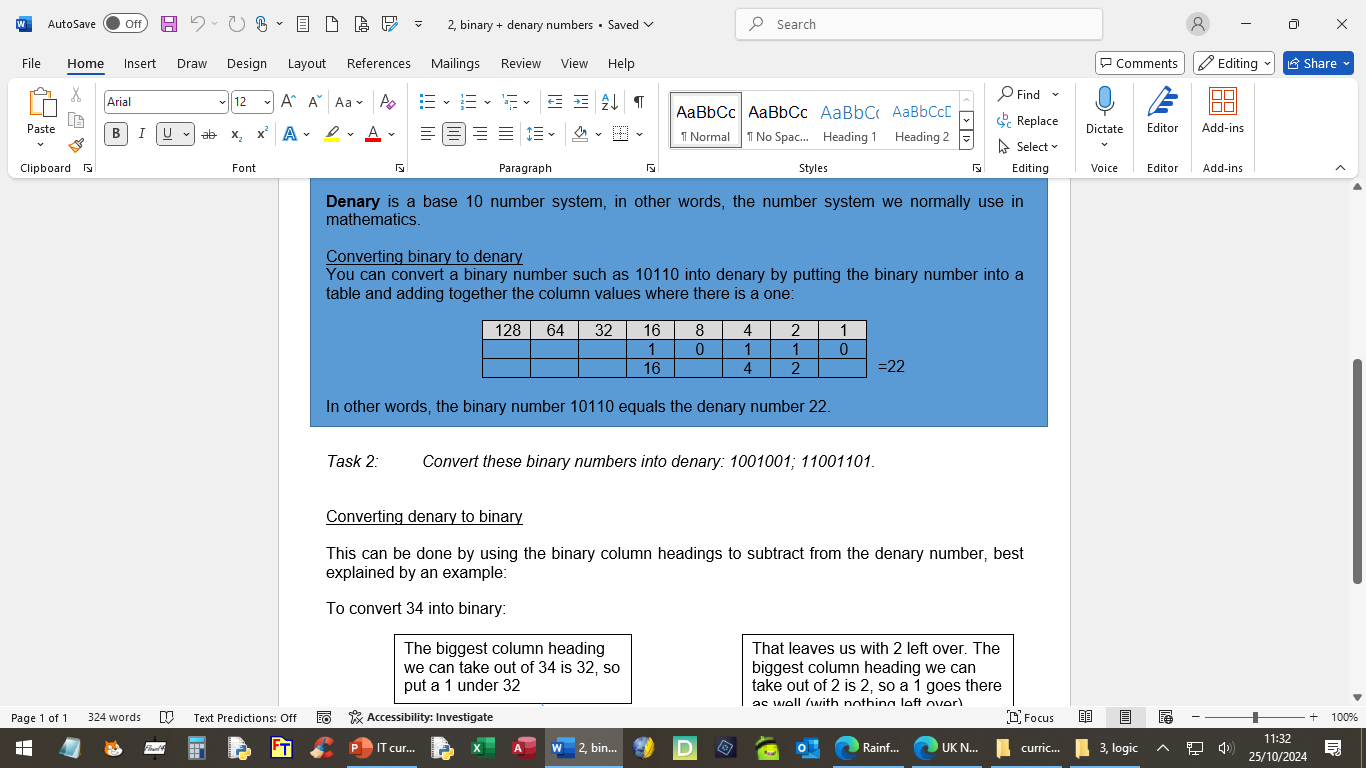 AutoSave Off 2, binary + denary numbers • Saved Search
File Home Insert Draw Design Layout References Mailings Review View Help Comments Editing Share
Arial 12 Aa
Paste
B I U ab x₂ x² A A
AaBbCc AaBbCc AaBbCc AaBbCcD
¶ Normal ¶ No Spac... Heading 1 Heading 2
Find
Replace
Select
Dictate Editor Add-ins
Clipboard Font Paragraph Styles Editing Voice Editor Add-ins
Denary is a base 10 number system, in other words, the number system we normally use in
mathematics.
Converting binary to denary
You can convert a binary number such as 10110 into denary by putting the binary number into a
table and adding together the column values where there is a one:
128 64 32 16 8 4 2 1
1 0 1 1 0
16 4 2 =22
In other words, the binary number 10110 equals the denary number 22.
Task 2: Convert these binary numbers into denary: 1001001; 11001101.
Converting denary to binary
This can be done by using the binary column headings to subtract from the denary number, best
explained by an example:
To convert 34 into binary:
The biggest column heading
we can take out of 34 is 32, so
put a 1 under 32
That leaves us with 2 left over. The
biggest column heading we can
take out of 2 is 2, so a 1 goes there
as well (with nothing left over)
Page 1 of 1 324 words Text Predictions: Off Accessibility: Investigate Focus 100%
IT cur... 2, bin... Rainf... UK N... curric... 3, logic
11:32
25/10/2024